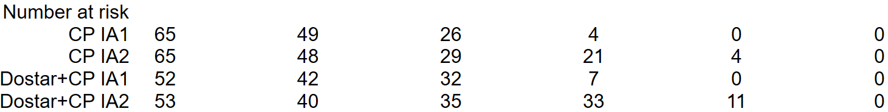 Number at risk
CP IA1 65 49 26 4 0 0
CP IA2 65 48 29 21 4 0
Dostar+CP IA1 52 42 32 7 0 0
Dostar+CP IA2 53 40 35 33 11 0